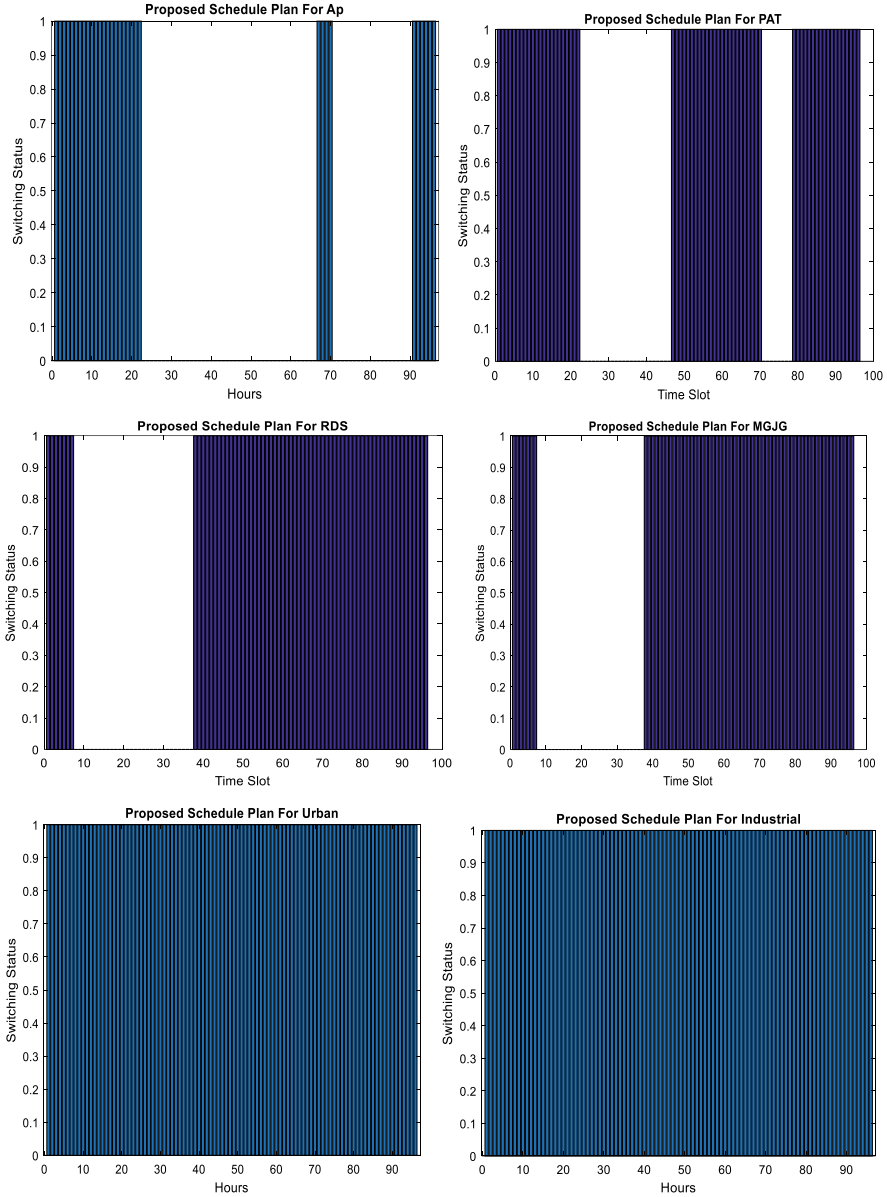 Proposed Schedule Plan For Ap
1
0.9
0.8
0.7
0.6
0.5
0.4
0.3
0.2
0.1
0
Switching Status
0 10 20 30 40 50 60 70 80 90
Hours
Proposed Schedule Plan For PAT
1
0.9
0.8
0.7
0.6
0.5
0.4
0.3
0.2
0.1
0
Switching Status
0 10 20 30 40 50 60 70 80 90 100
Time Slot
Proposed Schedule Plan For RDS
1
0.9
0.8
0.7
0.6
0.5
0.4
0.3
0.2
0.1
0
Switching Status
0 10 20 30 40 50 60 70 80 90 100
Time Slot
Proposed Schedule Plan For MGJG
1
0.9
0.8
0.7
0.6
0.5
0.4
0.3
0.2
0.1
0
Switching Status
0 10 20 30 40 50 60 70 80 90 100
Time Slot
Proposed Schedule Plan For Urban
1
0.9
0.8
0.7
0.6
0.5
0.4
0.3
0.2
0.1
0
Switching Status
0 10 20 30 40 50 60 70 80 90
Hours
Proposed Schedule Plan For Industrial
1
0.9
0.8
0.7
0.6
0.5
0.4
0.3
0.2
0.1
0
Switching Status
0 10 20 30 40 50 60 70 80 90
Hours